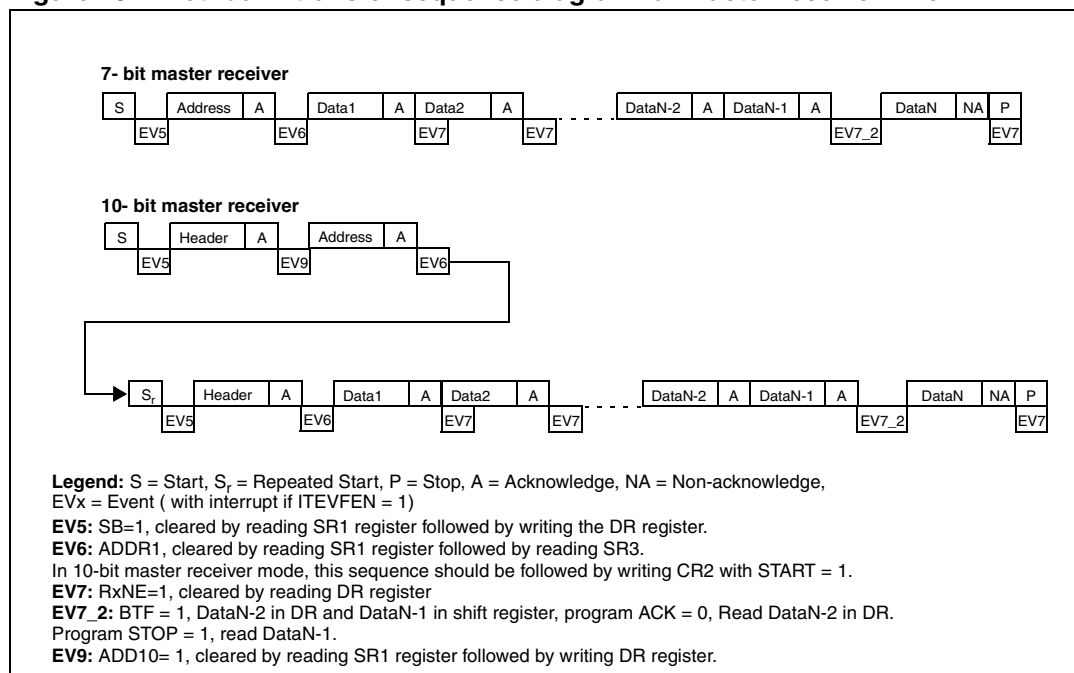 7- bit master receiver
S Address A Data1 A Data2 A DataN-2 A DataN-1 A DataN NA P
EV5 EV6 EV7 EV7 EV7_2 EV7
10- bit master receiver
S Header A Address A
EV5 EV9 EV6
Sr Header A Data1 A Data2 A DataN-2 A DataN-1 A DataN NA P
EV5 EV6 EV7 EV7 EV7_2 EV7
Legend: S = Start, Sr = Repeated Start, P = Stop, A = Acknowledge, NA = Non-acknowledge,
EVx = Event ( with interrupt if ITEVFEN = 1)
EV5: SB=1, cleared by reading SR1 register followed by writing the DR register.
EV6: ADDR1, cleared by reading SR1 register followed by reading SR3.
In 10-bit master receiver mode, this sequence should be followed by writing CR2 with START = 1.
EV7: RxNE=1, cleared by reading DR register
EV7_2: BTF = 1, DataN-2 in DR and DataN-1 in shift register, program ACK = 0, Read DataN-2 in DR.
Program STOP = 1, read DataN-1.
EV9: ADD10= 1, cleared by reading SR1 register followed by writing DR register.